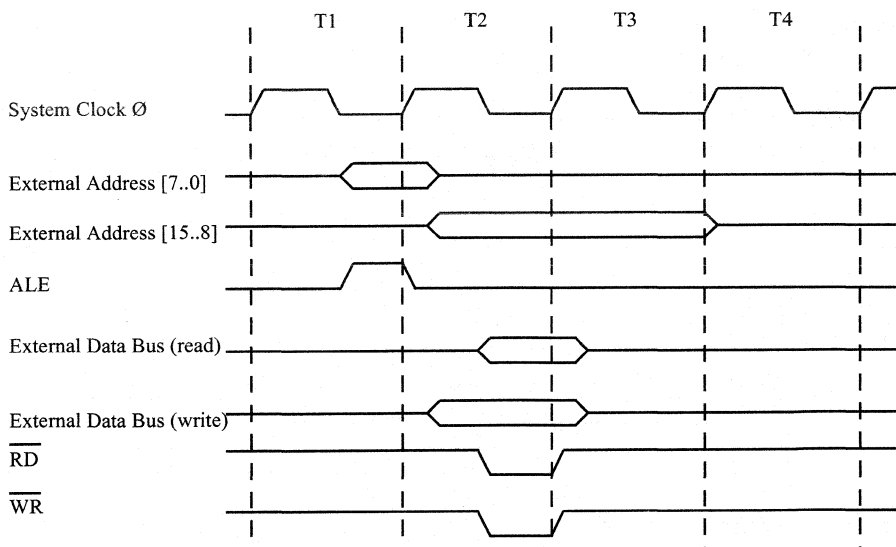 T1 T2 T3 T4
System Clock Ø
External Address [7..0]
External Address [15..8]
ALE
External Data Bus (read)
External Data Bus (write)
RD
WR